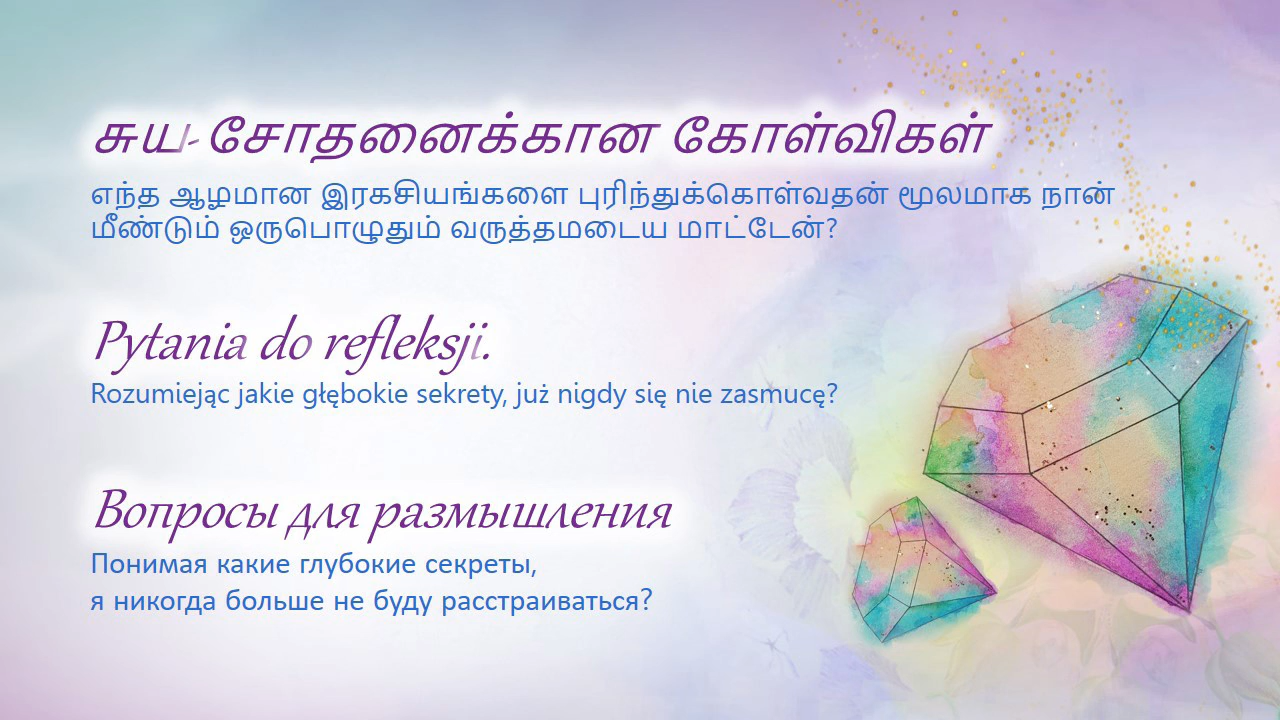 சுய-சோதனைக்கான கேள்விகள்
எந்த ஆழமான இரகசியங்களை புரிந்துக்கொள்வதன் மூலமாக நான்
மீண்டும் ஒருபொழுதும் வருத்தமடைய மாட்டேன்?
Pytania do refleksji.
Rozumiejąc jakie głębokie sekrety, już nigdy się nie zasmucę?
Вопросы для размышления
Понимая какие глубокие секреты,
я никогда больше не буду расстраиваться?